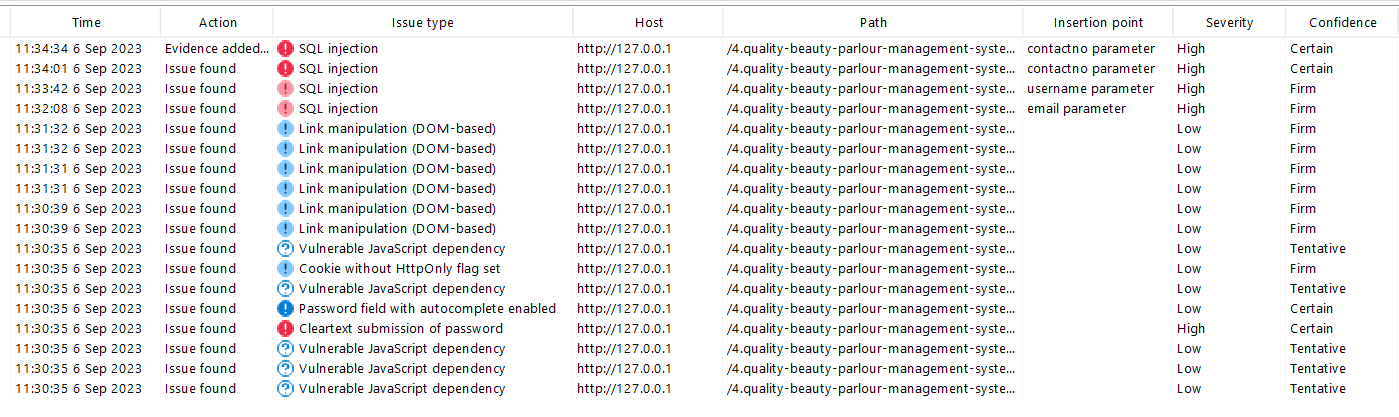 Time Action Issue type Host Path Insertion point Severity Confidence
11:34:34 6 Sep 2023 Evidence added... SQL injection http://127.0.0.1 /4.quality-beauty-parlour-management-syste... contactno parameter High Certain
11:34:01 6 Sep 2023 Issue found SQL injection http://127.0.0.1 /4.quality-beauty-parlour-management-syste... contactno parameter High Certain
11:33:42 6 Sep 2023 Issue found SQL injection http://127.0.0.1 /4.quality-beauty-parlour-management-syste... username parameter High Firm
11:32:08 6 Sep 2023 Issue found SQL injection http://127.0.0.1 /4.quality-beauty-parlour-management-syste... email parameter High Firm
11:31:32 6 Sep 2023 Issue found Link manipulation (DOM-based) http://127.0.0.1 /4.quality-beauty-parlour-management-syste... Low Firm
11:31:32 6 Sep 2023 Issue found Link manipulation (DOM-based) http://127.0.0.1 /4.quality-beauty-parlour-management-syste... Low Firm
11:31:31 6 Sep 2023 Issue found Link manipulation (DOM-based) http://127.0.0.1 /4.quality-beauty-parlour-management-syste... Low Firm
11:31:31 6 Sep 2023 Issue found Link manipulation (DOM-based) http://127.0.0.1 /4.quality-beauty-parlour-management-syste... Low Firm
11:30:39 6 Sep 2023 Issue found Link manipulation (DOM-based) http://127.0.0.1 /4.quality-beauty-parlour-management-syste... Low Firm
11:30:39 6 Sep 2023 Issue found Link manipulation (DOM-based) http://127.0.0.1 /4.quality-beauty-parlour-management-syste... Low Firm
11:30:35 6 Sep 2023 Issue found Vulnerable JavaScript dependency http://127.0.0.1 /4.quality-beauty-parlour-management-syste... Low Tentative
11:30:35 6 Sep 2023 Issue found Cookie without HttpOnly flag set http://127.0.0.1 /4.quality-beauty-parlour-management-syste... Low Firm
11:30:35 6 Sep 2023 Issue found Vulnerable JavaScript dependency http://127.0.0.1 /4.quality-beauty-parlour-management-syste... Low Tentative
11:30:35 6 Sep 2023 Issue found Password field with autocomplete enabled http://127.0.0.1 /4.quality-beauty-parlour-management-syste... Low Certain
11:30:35 6 Sep 2023 Issue found Cleartext submission of password http://127.0.0.1 /4.quality-beauty-parlour-management-syste... High Certain
11:30:35 6 Sep 2023 Issue found Vulnerable JavaScript dependency http://127.0.0.1 /4.quality-beauty-parlour-management-syste... Low Tentative
11:30:35 6 Sep 2023 Issue found Vulnerable JavaScript dependency http://127.0.0.1 /4.quality-beauty-parlour-management-syste... Low Tentative
11:30:35 6 Sep 2023 Issue found Vulnerable JavaScript dependency http://127.0.0.1 /4.quality-beauty-parlour-management-syste... Low Tentative